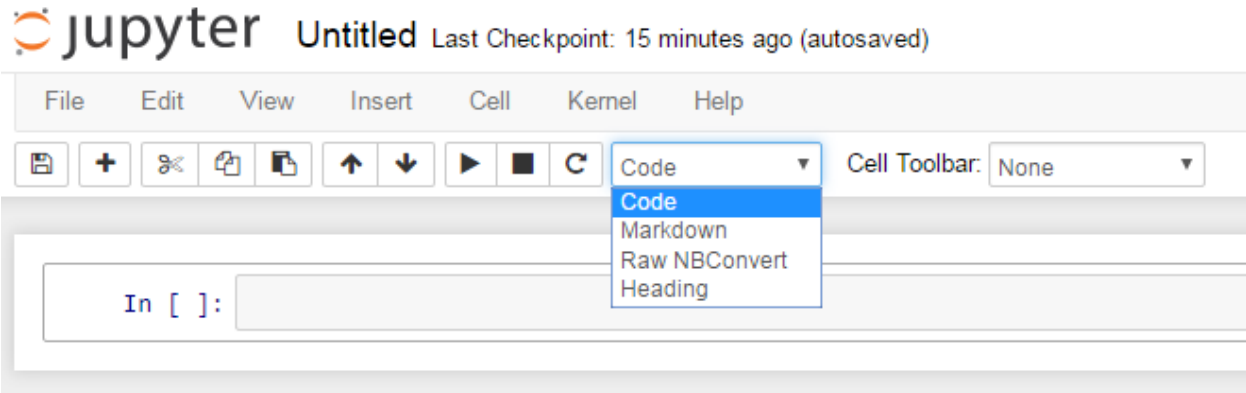 jupyter Untitled Last Checkpoint: 15 minutes ago (autosaved)
File Edit View Insert Cell Kernel Help
Code Cell Toolbar: None
Code
Markdown
Raw NBConvert
Heading
In [ ]: